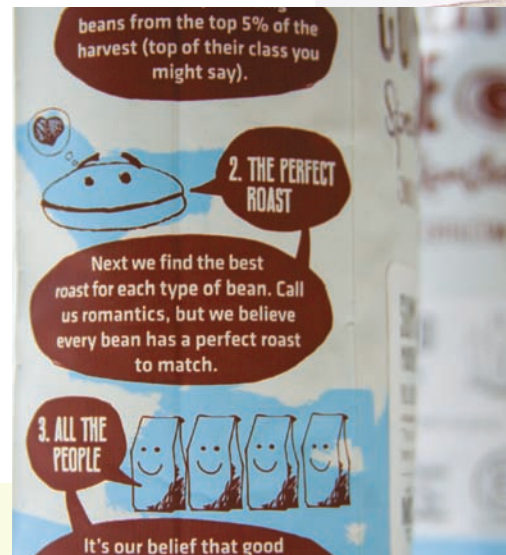 beans from the top 5% of the
harvest (top of their class you
might say).
2. THE PERFECT
ROAST
Next we find the best
roast for each type of bean. Call
us romantics, but we believe
every bean has a perfect roast
to match.
3. ALL THE
PEOPLE
It's our belief that good